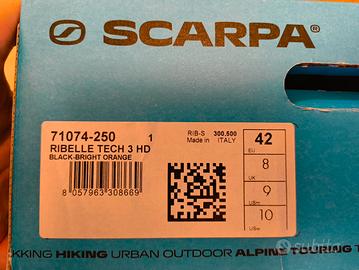 SCARPA®
71074-250 1
RIBELLE TECH 3 HD
BLACK-BRIGHT ORANGE
8 057963 308669
RIB-S 300.500
Made in ITALY
42
EU
8
UK
9
USm
10
USw
KKING HIKING URBAN OUTDOOR ALPINE TOURING T
subito